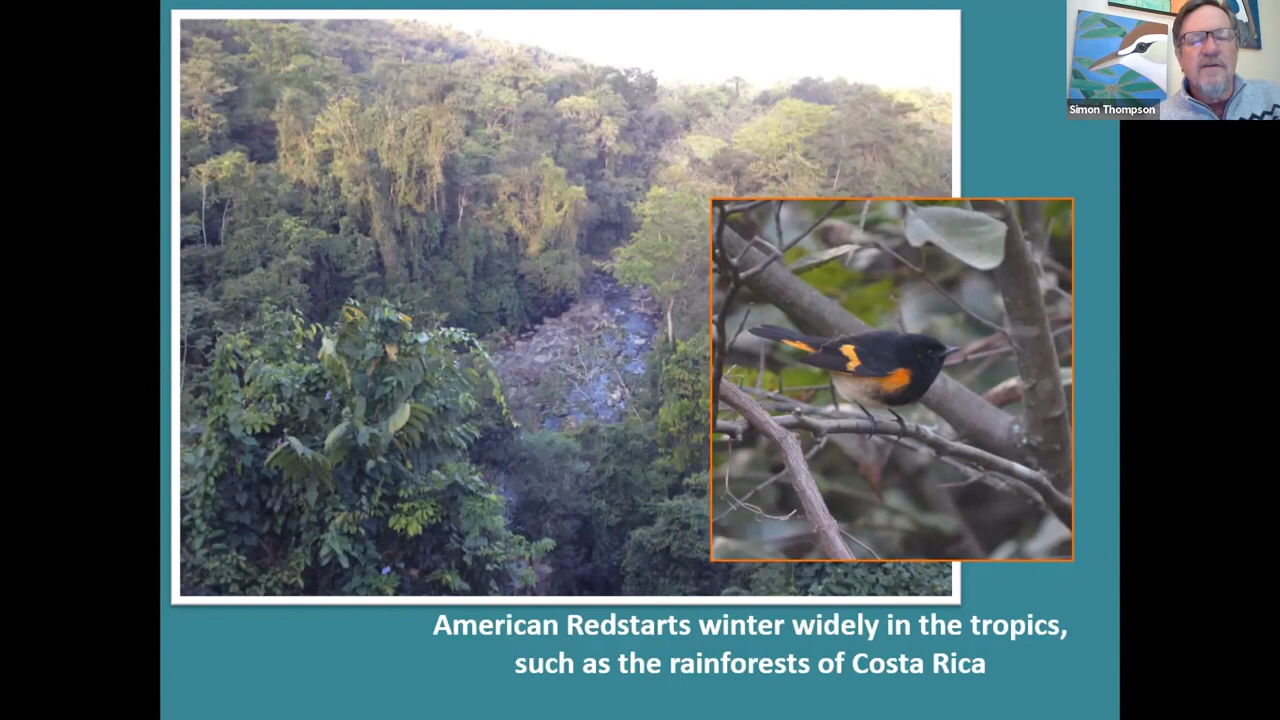 Simon Thompson
American Redstarts winter widely in the tropics,
such as the rainforests of Costa Rica